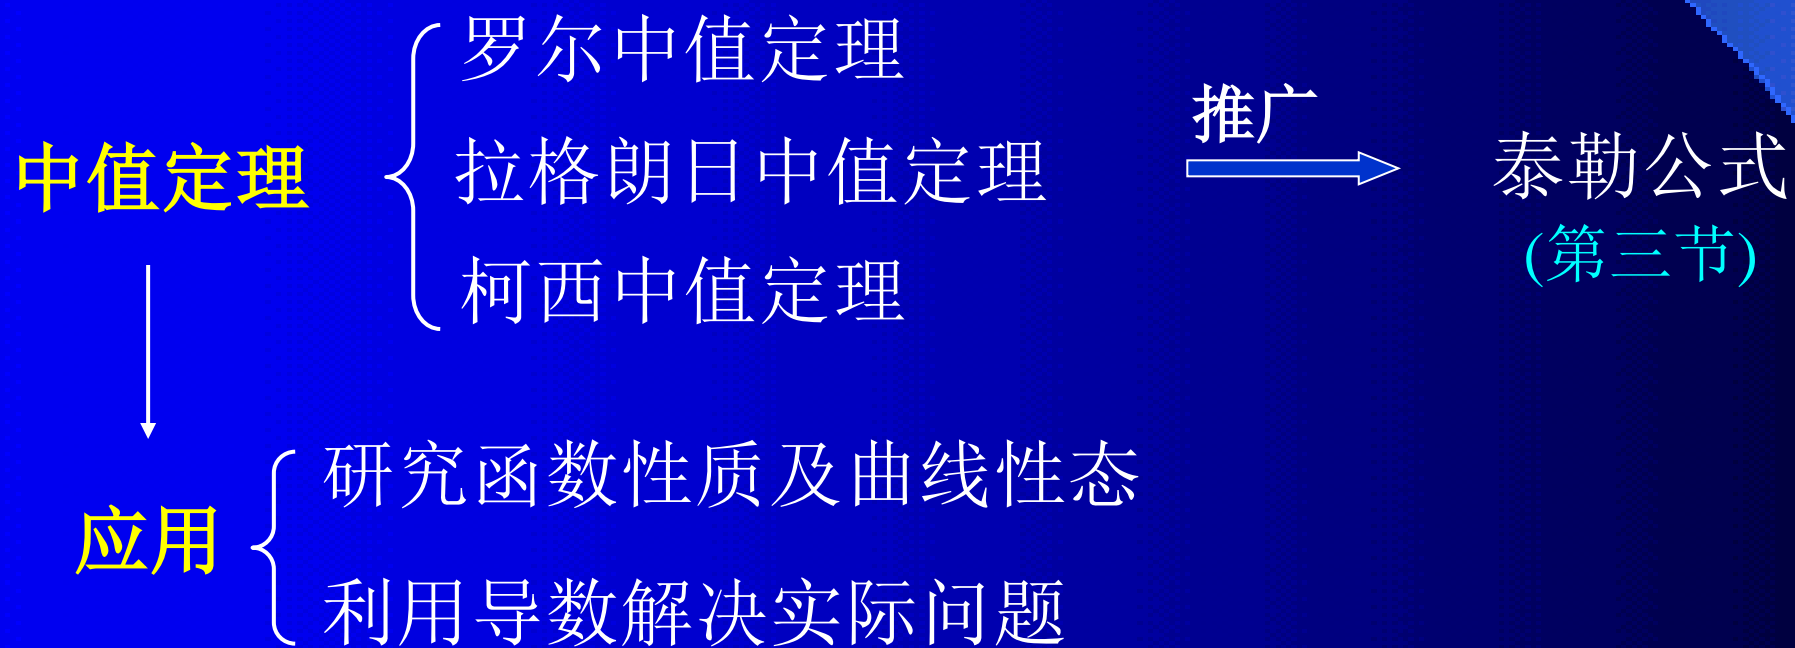 罗尔中值定理
中值定理
拉格朗日中值定理
推广
泰勒公式
(第三节)
柯西中值定理
应用
研究函数性质及曲线性态
利用导数解决实际问题